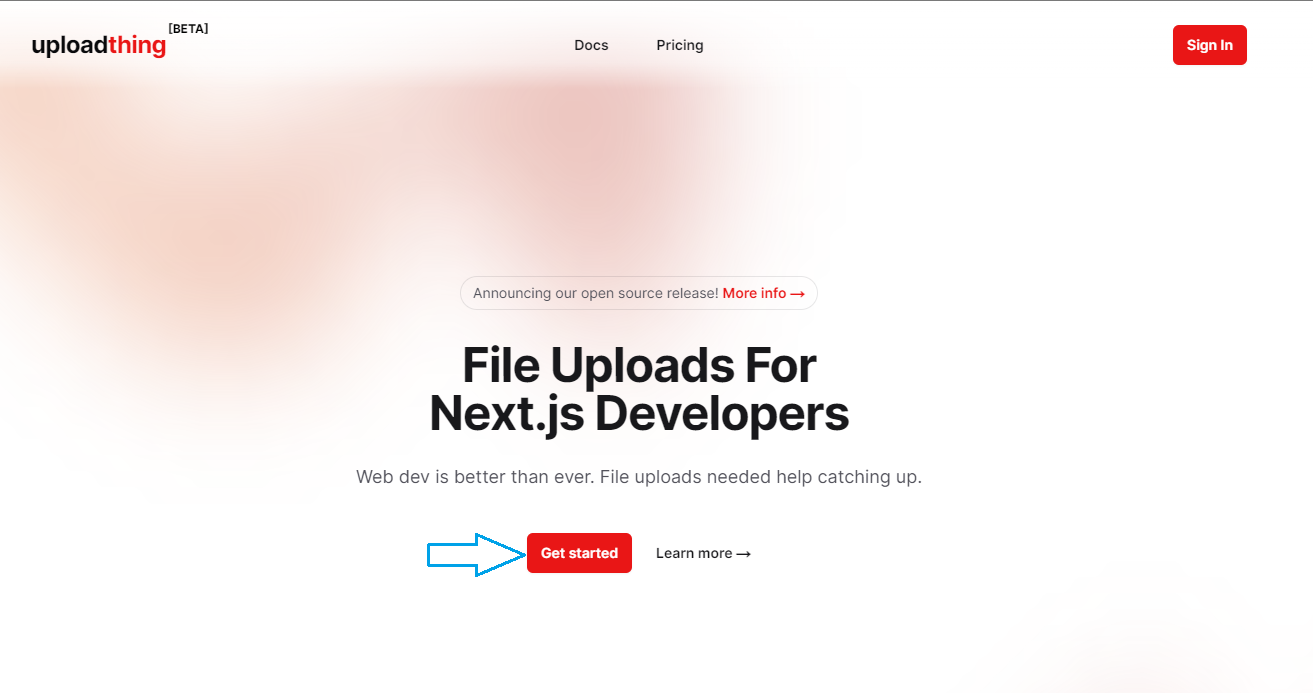 uploadthing [BETA]
Docs
Pricing
Sign In
Announcing our open source release! More info →
File Uploads For
Next.js Developers
Web dev is better than ever. File uploads needed help catching up.
Get started
Learn more →